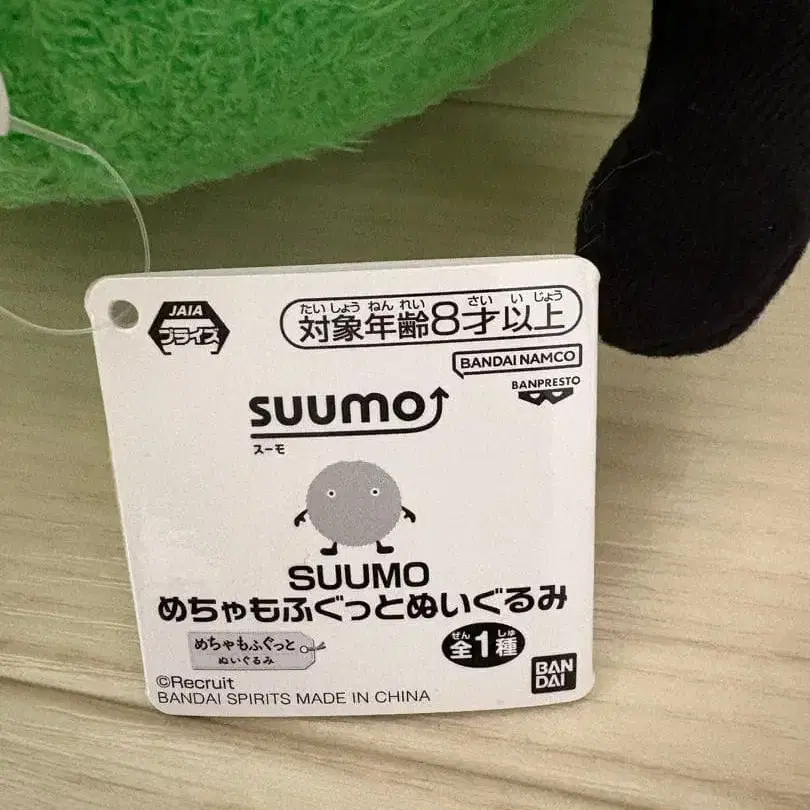 JAIA
プライズ
たいしょうねんれい さい いじょう
対象年齢8才以上
BANDAI NAMCO
BANPRESTO
suumo
スーモ
SUUMO
めちゃもふぐっとぬいぐるみ
めちゃもふぐっと
ぬいぐるみ
ぜん しゅ
全1種
©Recruit
BANDAI SPIRITS MADE IN CHINA
BAN
DAI